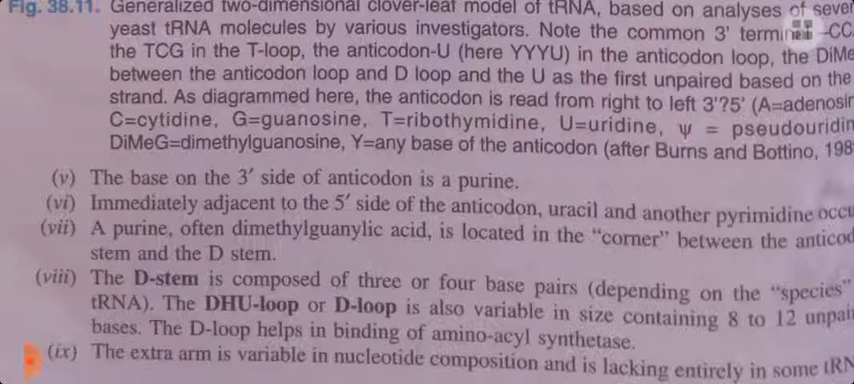 Fig. 38.11. Generalized two-dimensional clover-leaf model of tRNA, based on analyses of
yeast tRNA molecules by various investigators. Note the common 3'
the TCG in the T-loop, the anticodon-U (here YYYU) in the anticodon loop, the
between the anticodon loop and D loop and the U as the first unpaired based on the
strand. As diagrammed here, the anticodon is read from right to left 3'?5'
C=cytidine, G=guanosine, T=ribothymidine, U=uridine, ψ =
DiMeG=dimethylguanosine, Y=any base of the anticodon (after Burns and Bottino,
(v) The base on the 3′ side of anticodon is a purine.
(vi) Immediately adjacent to the 5′ side of the anticodon, uracil and another pyrimidine
(vii) A purine, often dimethylguanylic acid, is located in the “corner” between the
stem and the D stem.
(viii) The D-stem is composed of three or four base pairs (depending on the “species”
tRNA). The DHU-loop or D-loop is also variable in size containing 8 to 12
bases. The D-loop helps in binding of amino-acyl synthetase.
(ix) The extra arm is variable in nucleotide composition and is lacking entirely in some